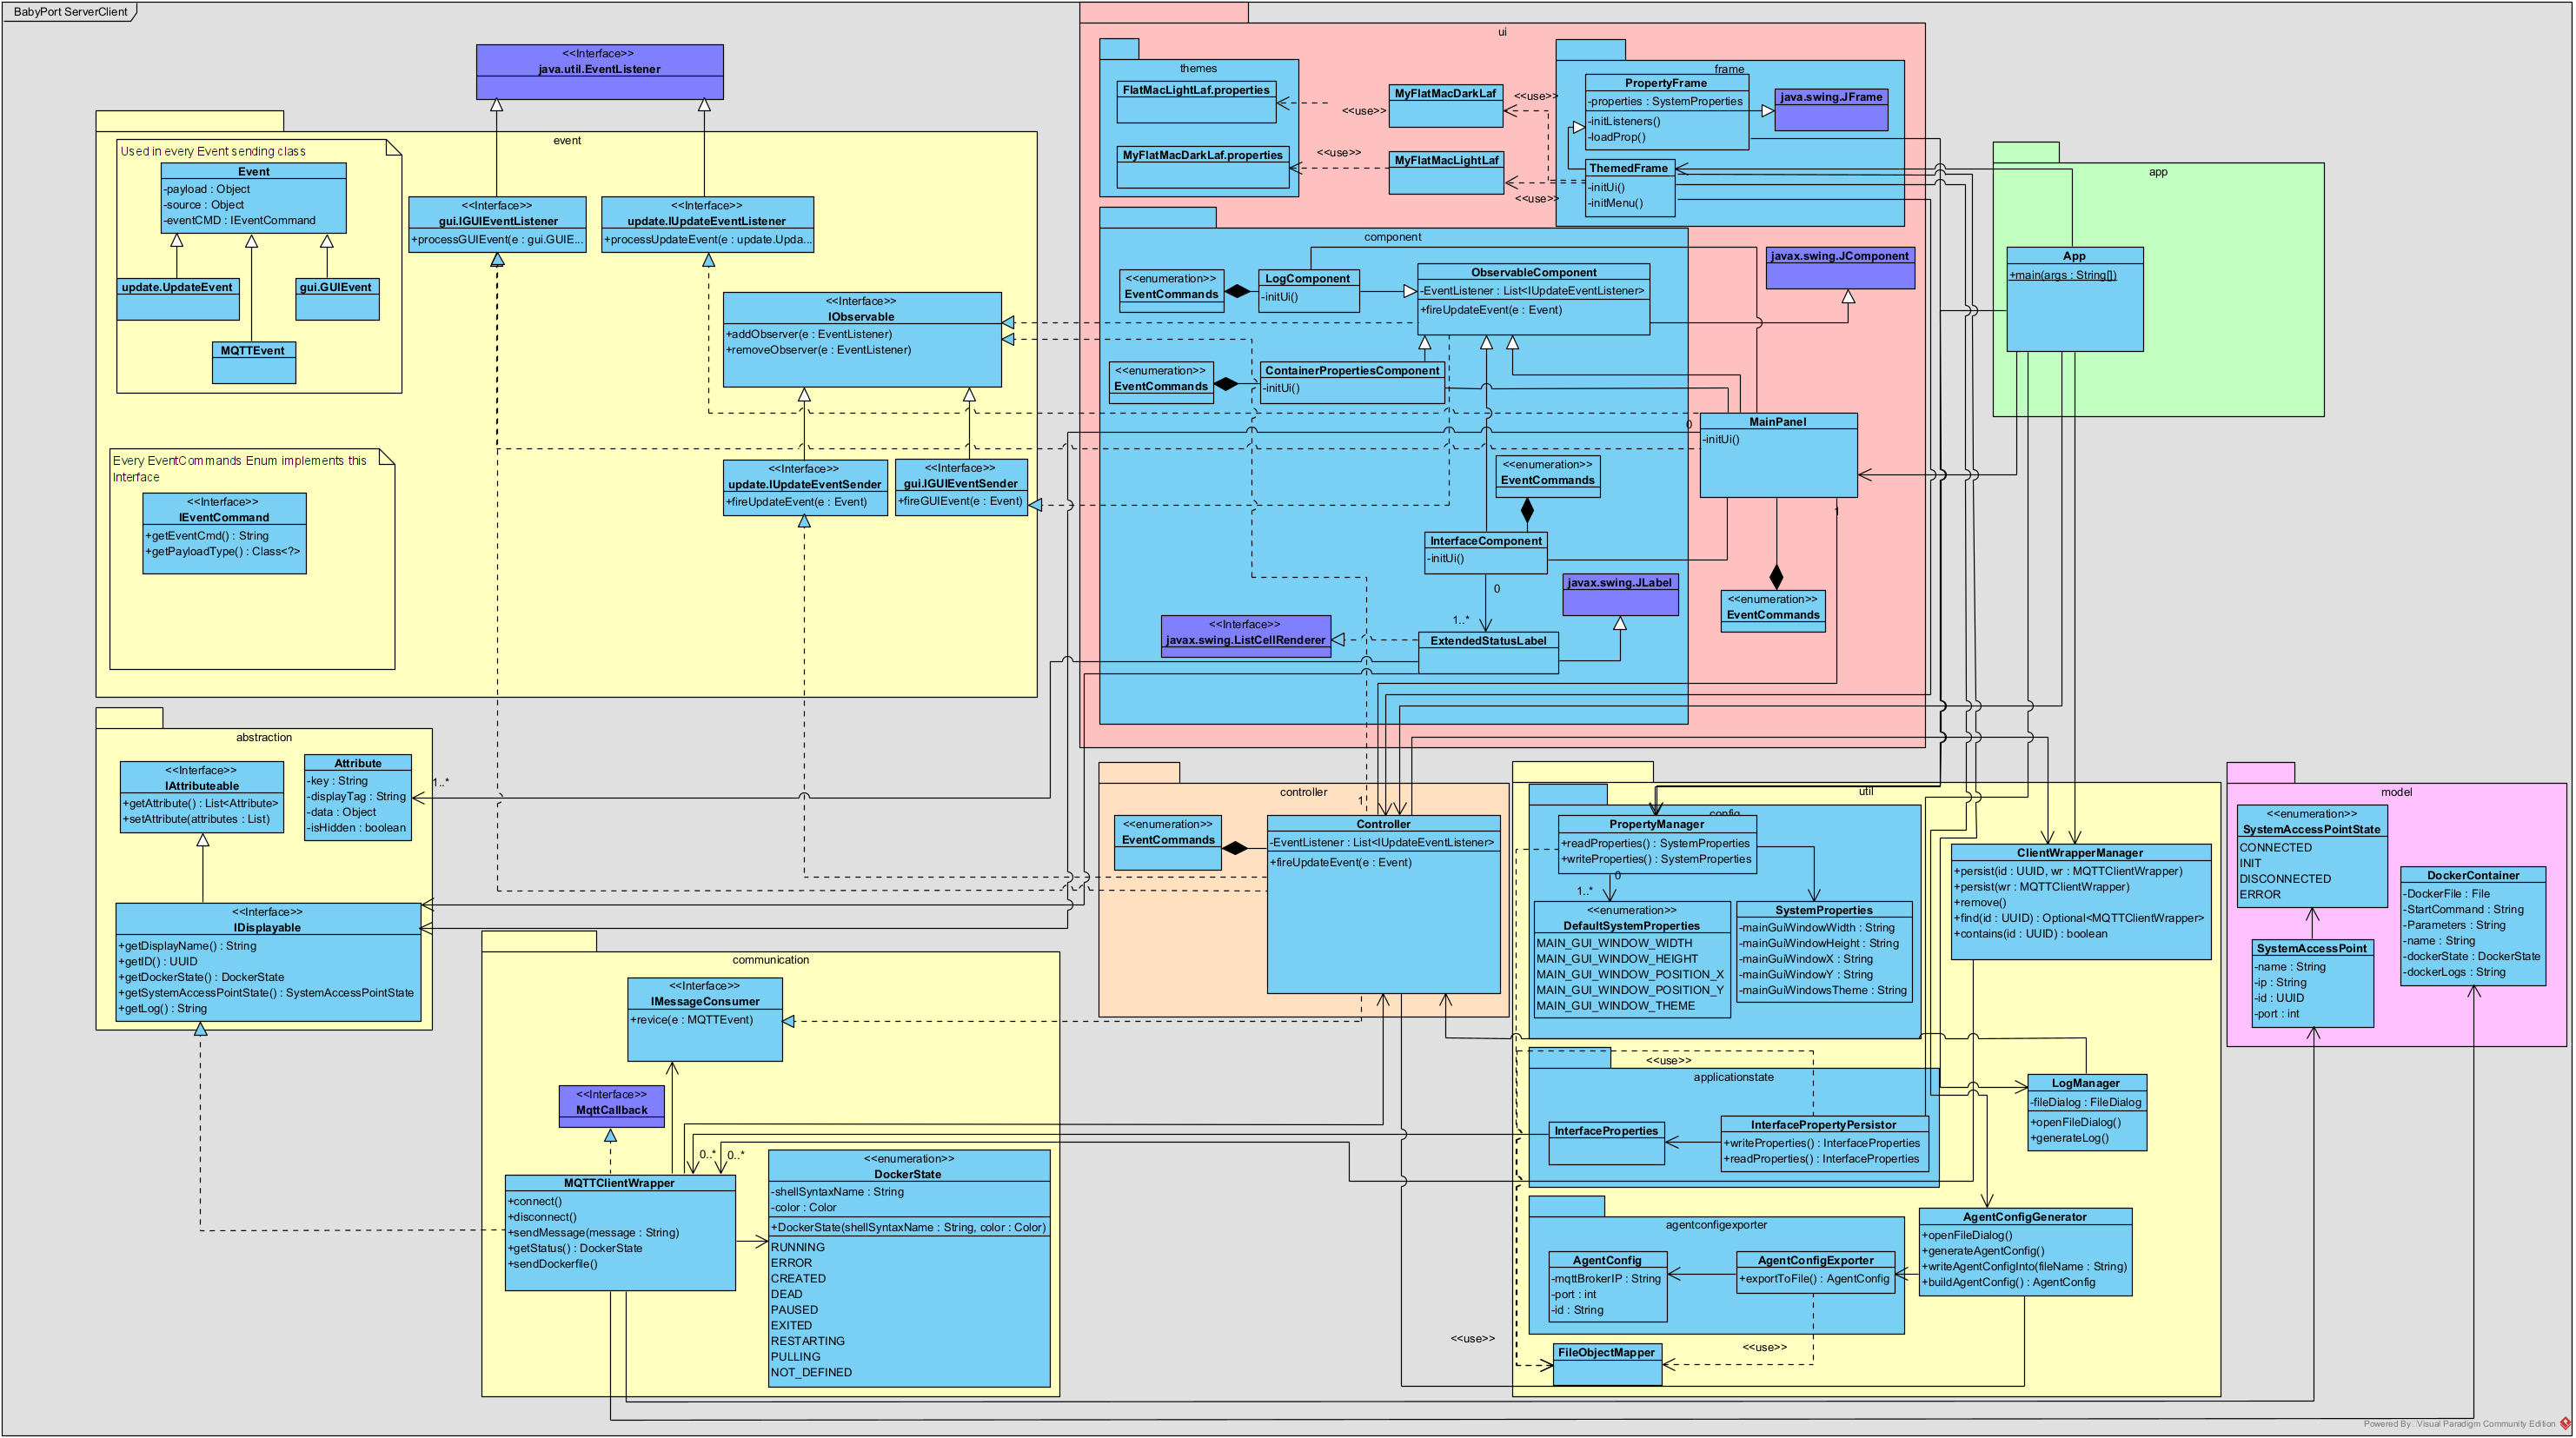 BabyPort ServerClient
<<Interface>>
java.util.EventListener
event
Used in every Event sending class
Event
-payload : Object
-source : Object
-eventCMD : IEventCommand
update.UpdateEvent
gui.GUIEvent
MQTTEvent
<<Interface>>
gui.IGUIEventListener
+processGUIEvent(e : gui.GUIE...
<<Interface>>
update.IUpdateEventListener
+processUpdateEvent(e : update.Upda...
<<Interface>>
IObservable
+addObserver(e : EventListener)
+removeObserver(e : EventListener)
Every EventCommands Enum implements this
Interface
<<Interface>>
IEventCommand
+getEventCmd() : String
+getPayloadType() : Class<?>
<<Interface>>
update.IUpdateEventSender
+fireUpdateEvent(e : Event)
<<Interface>>
gui.IGUIEventSender
+fireGUIEvent(e : Event)
ui
themes
FlatMacLightLaf.properties
MyFlatMacDarkLaf.properties
<<use>>
<<use>>
MyFlatMacDarkLaf
MyFlatMacLightLaf
<<use>>
<<use>>
frame
PropertyFrame
-properties : SystemProperties
-initListeners()
-loadProp()
java.swing.JFrame
ThemedFrame
-initUi()
-initMenu()
component
<<enumeration>>
EventCommands
LogComponent
-initUi()
ObservableComponent
-EventListener : List<IUpdateEventListener>
+fireUpdateEvent(e : Event)
javax.swing.JComponent
<<enumeration>>
EventCommands
ContainerPropertiesComponent
-initUi()
0
MainPanel
-initUi()
1
<<enumeration>>
EventCommands
InterfaceComponent
-initUi()
0
1..*
javax.swing.JLabel
<<enumeration>>
EventCommands
<<Interface>>
javax.swing.ListCellRenderer
ExtendedStatusLabel
app
App
+main(args : String[])
abstraction
<<Interface>>
IAttributeable
+getAttribute() : List<Attribute>
+setAttribute(attributes : List)
Attribute
-key : String
-displayTag : String
-data : Object
-isHidden : boolean
1..*
<<Interface>>
IDisplayable
+getDisplayName() : String
+getID() : UUID
+getDockerState() : DockerState
+getSystemAccessPointState() : SystemAccessPointState
+getLog() : String
controller
1
<<enumeration>>
EventCommands
Controller
-EventListener : List<IUpdateEventListener>
+fireUpdateEvent(e : Event)
communication
<<Interface>>
IMessageConsumer
+revice(e : MQTTEvent)
<<Interface>>
MqttCallback
0..*
0..*
MQTTClientWrapper
+connect()
+disconnect()
+sendMessage(message : String)
+getStatus() : DockerState
+sendDockerfile()
<<enumeration>>
DockerState
-shellSyntaxName : String
-color : Color
+DockerState(shellSyntaxName : String, color : Color)
RUNNING
ERROR
CREATED
DEAD
PAUSED
EXITED
RESTARTING
PULLING
NOT_DEFINED
util
config
PropertyManager
+readProperties() : SystemProperties
+writeProperties() : SystemProperties
0
1..*
<<enumeration>>
DefaultSystemProperties
MAIN_GUI_WINDOW_WIDTH
MAIN_GUI_WINDOW_HEIGHT
MAIN_GUI_WINDOW_POSITION_X
MAIN_GUI_WINDOW_POSITION_Y
MAIN_GUI_WINDOW_THEME
SystemProperties
-mainGuiWindowWidth : String
-mainGuiWindowHeight : String
-mainGuiWindowX : String
-mainGuiWindowY : String
-mainGuiWindowsTheme : String
ClientWrapperManager
+persist(id : UUID, wr : MQTTClientWrapper)
+persist(wr : MQTTClientWrapper)
+remove()
+find(id : UUID) : Optional<MQTTClientWrapper>
+contains(id : UUID) : boolean
<<use>>
applicationstate
InterfaceProperties
InterfacePropertyPersistor
+writeProperties() : InterfaceProperties
+readProperties() : InterfaceProperties
LogManager
-fileDialog : FileDialog
+openFileDialog()
+generateLog()
agentconfigexporter
AgentConfig
-mqttBrokerIP : String
-port : int
-id : String
AgentConfigExporter
+exportToFile() : AgentConfig
AgentConfigGenerator
+openFileDialog()
+generateAgentConfig()
+writeAgentConfigInto(fileName : String)
+buildAgentConfig() : AgentConfig
<<use>>
<<use>>
FileObjectMapper
model
<<enumeration>>
SystemAccessPointState
CONNECTED
INIT
DISCONNECTED
ERROR
DockerContainer
-DockerFile : File
-StartCommand : String
-Parameters : String
-name : String
-dockerState : DockerState
-dockerLogs : String
SystemAccessPoint
-name : String
-ip : String
-id : UUID
-port : int
Powered By: Visual Paradigm Community Edition